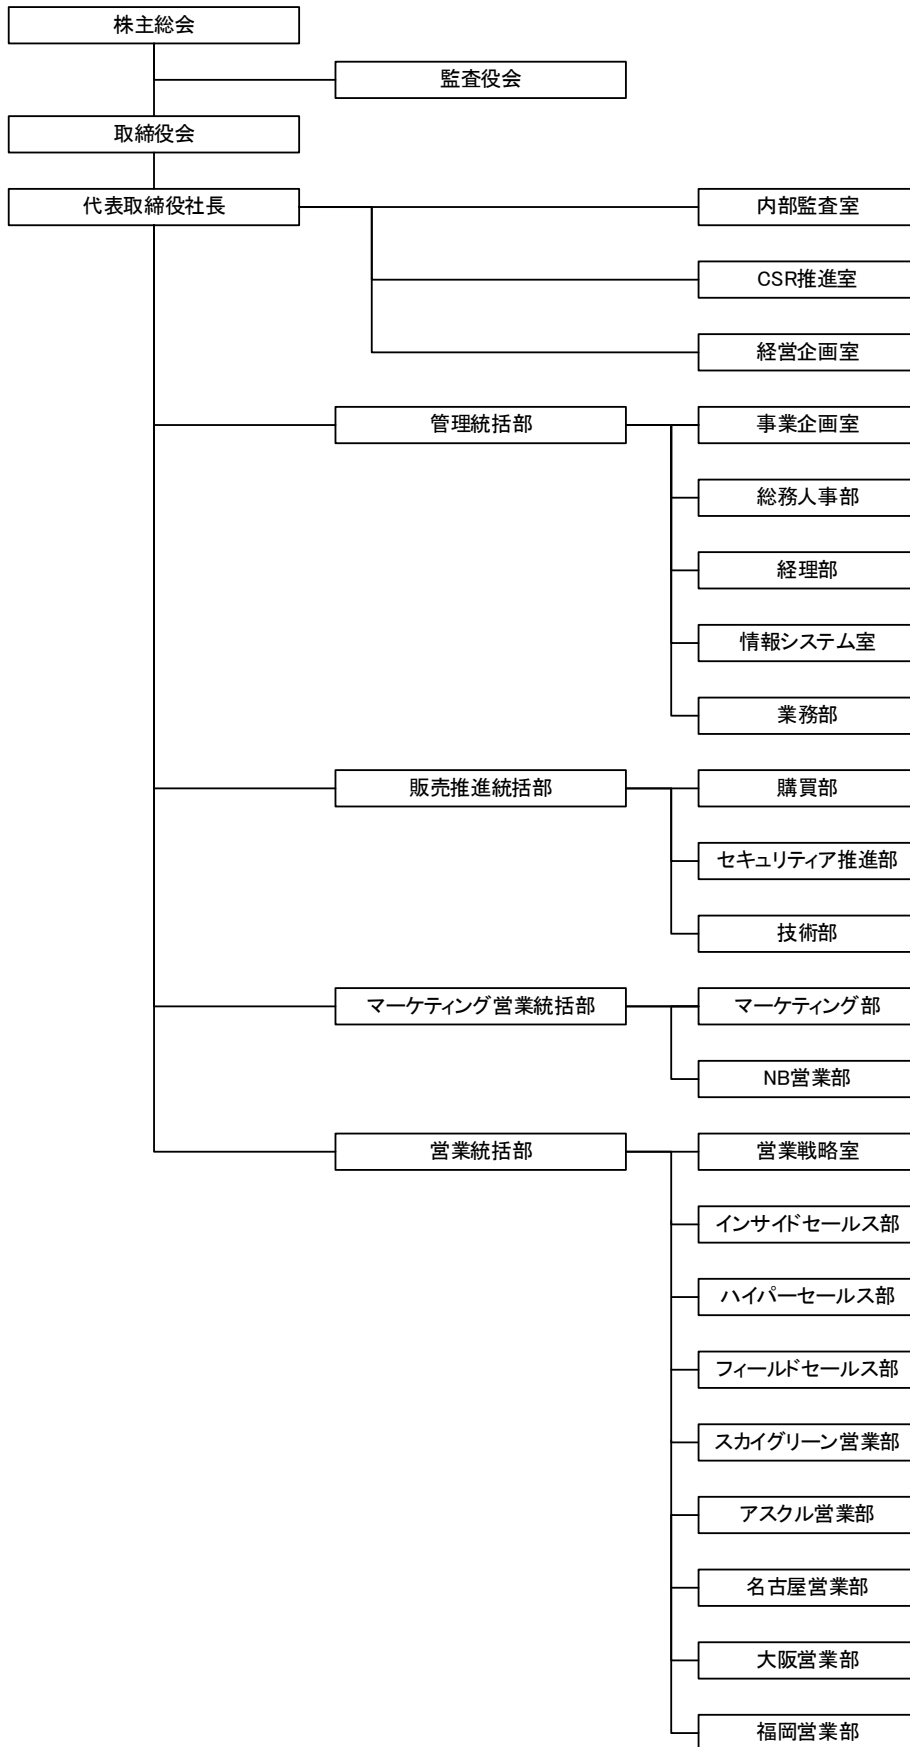 株主総会
監査役会
取締役会
代表取締役社長
内部監査室
CSR推進室
経営企画室
管理統括部
事業企画室
総務人事部
経理部
情報システム室
業務部
販売推進統括部
購買部
セキュリティア推進部
技術部
マーケティング営業統括部
マーケティング部
NB営業部
営業統括部
営業戦略室
インサイドセールス部
ハイパーセールス部
フィールドセールス部
スカイグリーン営業部
アスクル営業部
名古屋営業部
大阪営業部
福岡営業部